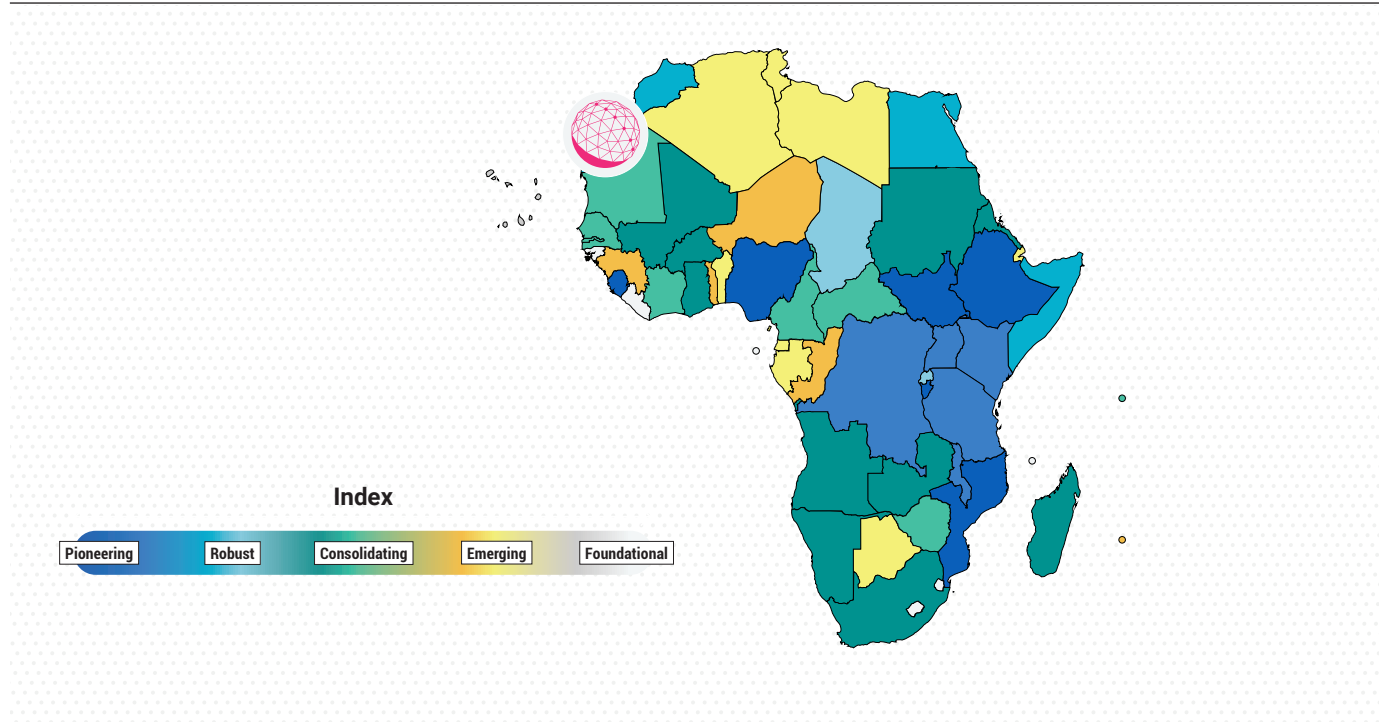 Index
Pioneering
Robust
Consolidating
Emerging
Foundational